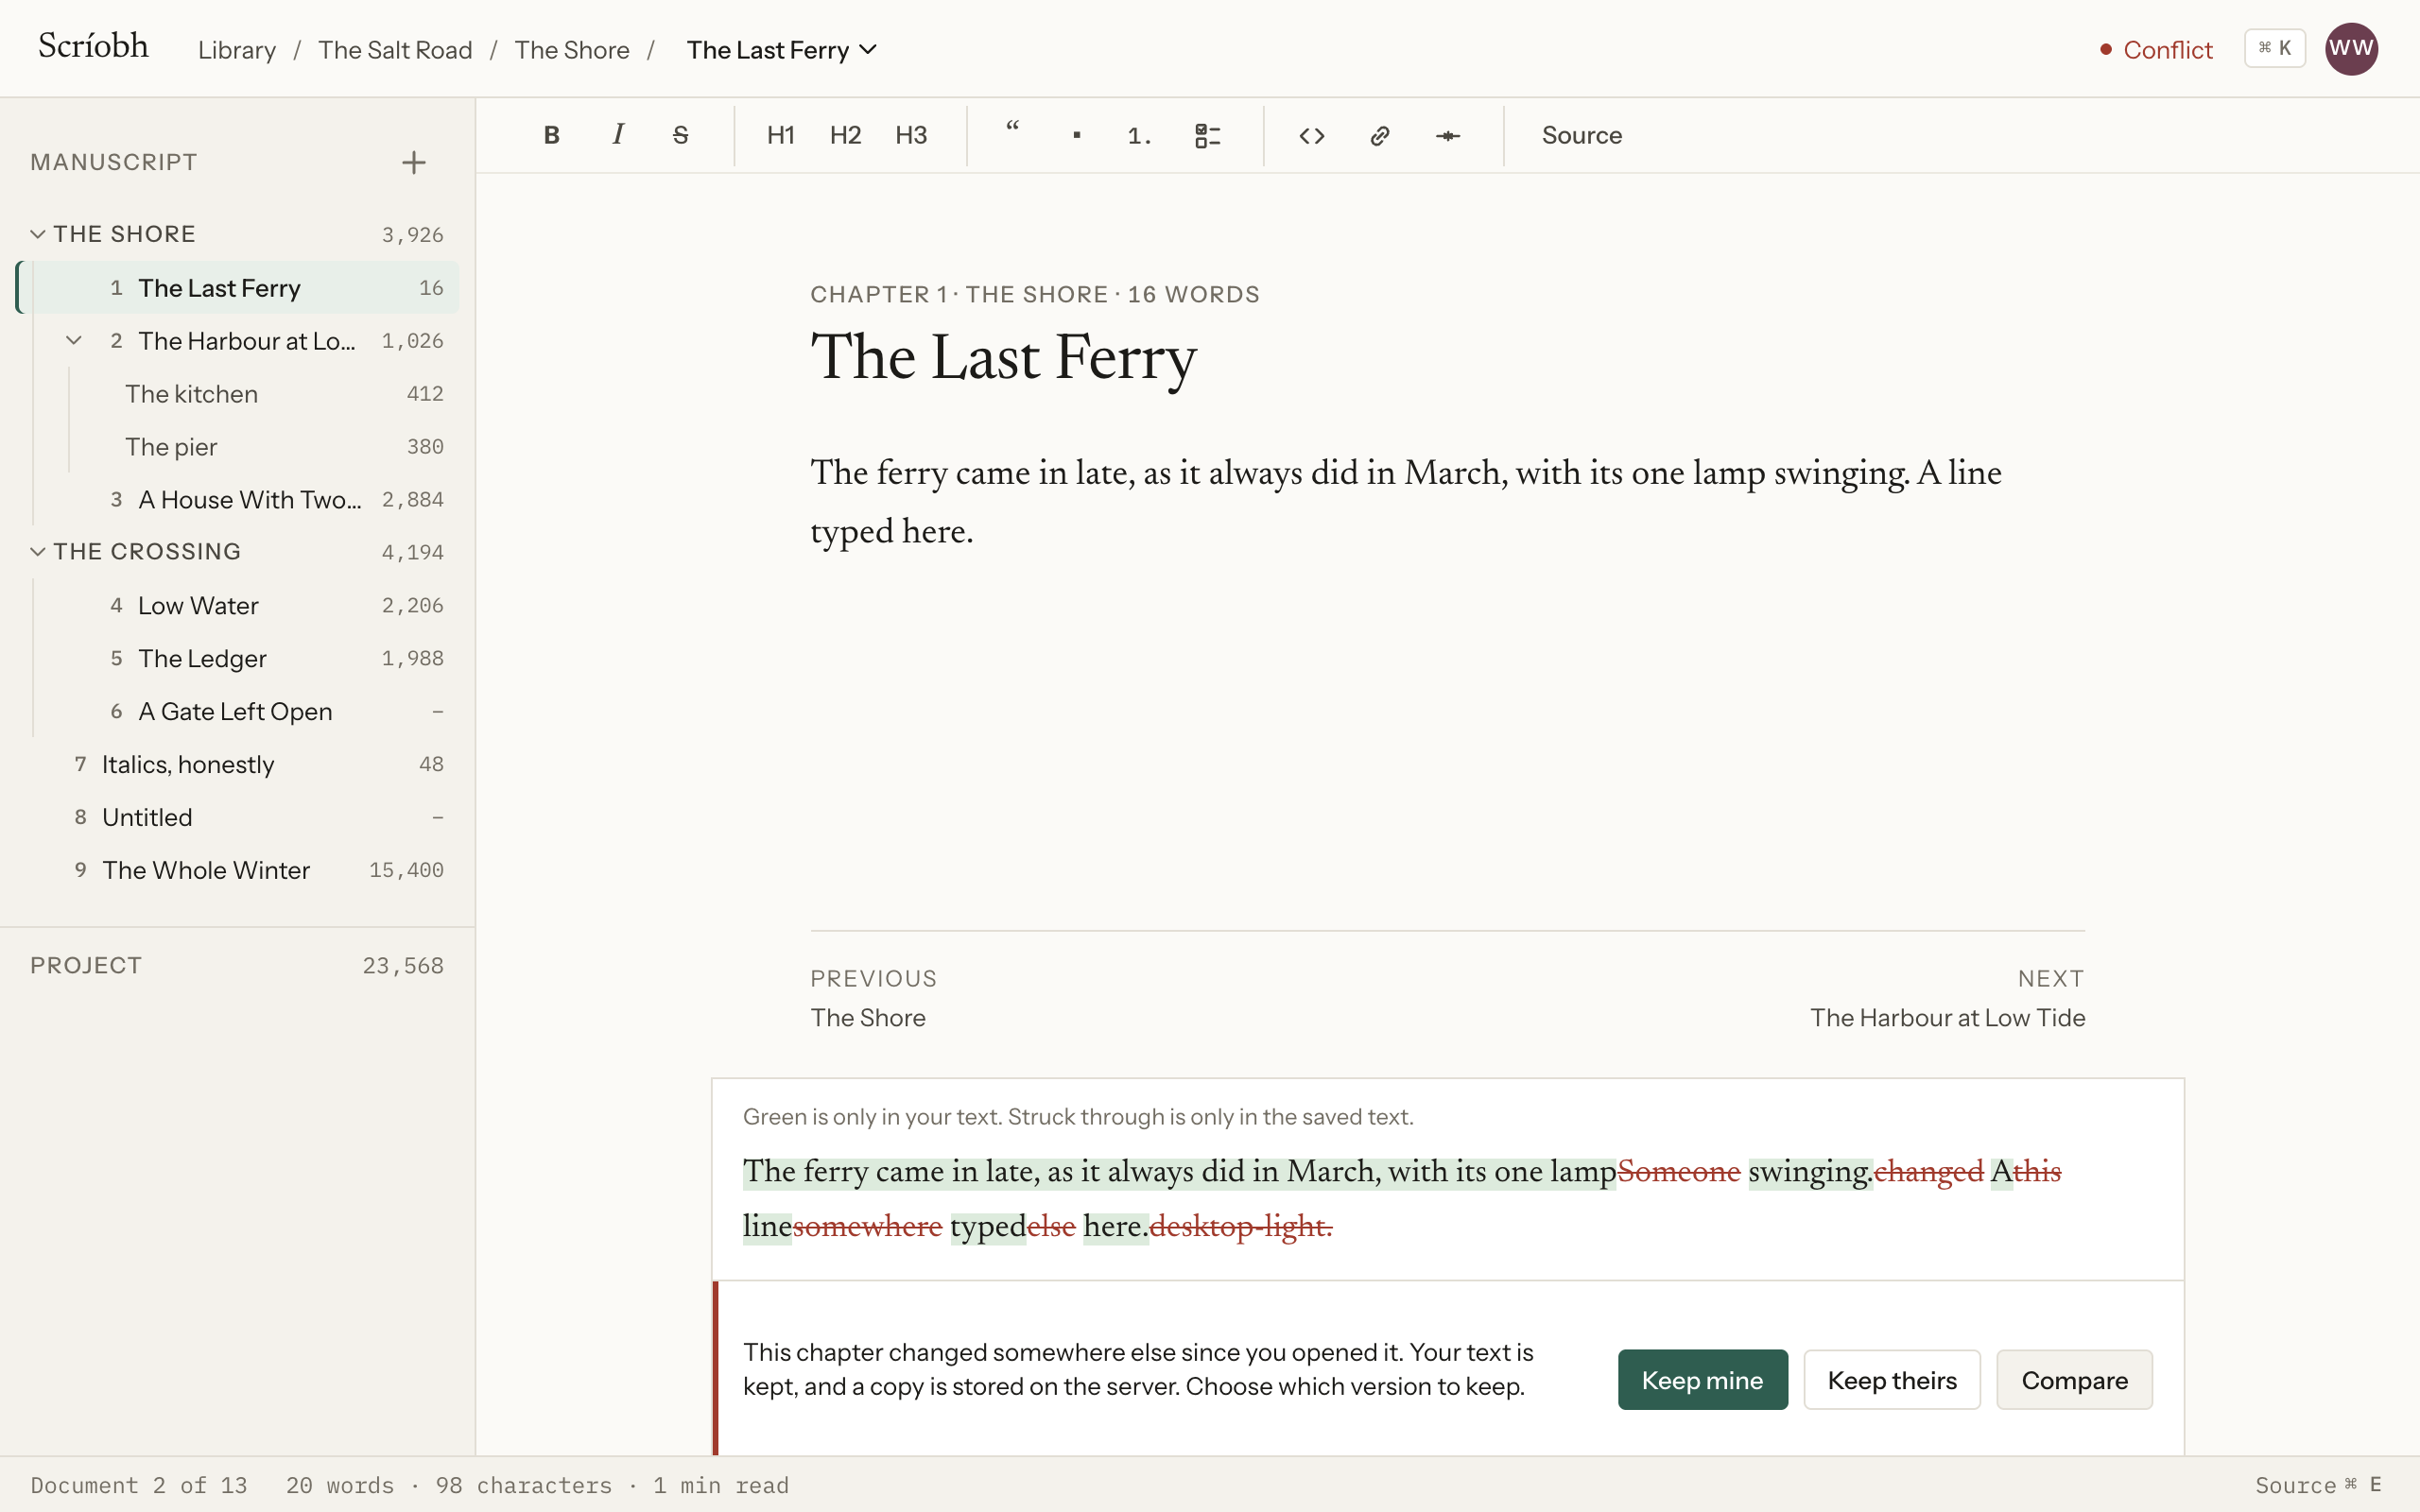 Scríobh
Library / The Salt Road / The Shore / The Last Ferry
Conflict
⌘ K
WW
B I S H1 H2 H3 “ ▪ 1. <> Source
MANUSCRIPT +
THE SHORE 3,926
1 The Last Ferry 16
2 The Harbour at Lo... 1,026
The kitchen 412
The pier 380
3 A House With Two... 2,884
THE CROSSING 4,194
4 Low Water 2,206
5 The Ledger 1,988
6 A Gate Left Open –
7 Italics, honestly 48
8 Untitled –
9 The Whole Winter 15,400
PROJECT 23,568
CHAPTER 1 · THE SHORE · 16 WORDS
The Last Ferry
The ferry came in late, as it always did in March, with its one lamp swinging. A line
typed here.
PREVIOUS
The Shore
NEXT
The Harbour at Low Tide
Green is only in your text. Struck through is only in the saved text.
The ferry came in late, as it always did in March, with its one lampSomeone swinging.changed Athis
linesomewhere typedelse here.desktop-light.
This chapter changed somewhere else since you opened it. Your text is
kept, and a copy is stored on the server. Choose which version to keep.
Keep mine
Keep theirs
Compare
Document 2 of 13 20 words · 98 characters · 1 min read
Source ⌘ E